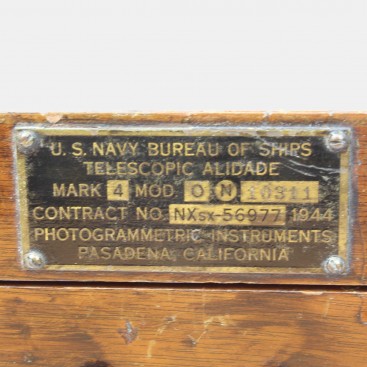 U. S. NAVY BUREAU OF SHIPS
TELESCOPIC ALIDADE
MARK 4 MOD O N 10311
CONTRACT NO. NXsx-56977 1944
PHOTOGRAMMETRIC INSTRUMENTS
PASADENA, CALIFORNIA